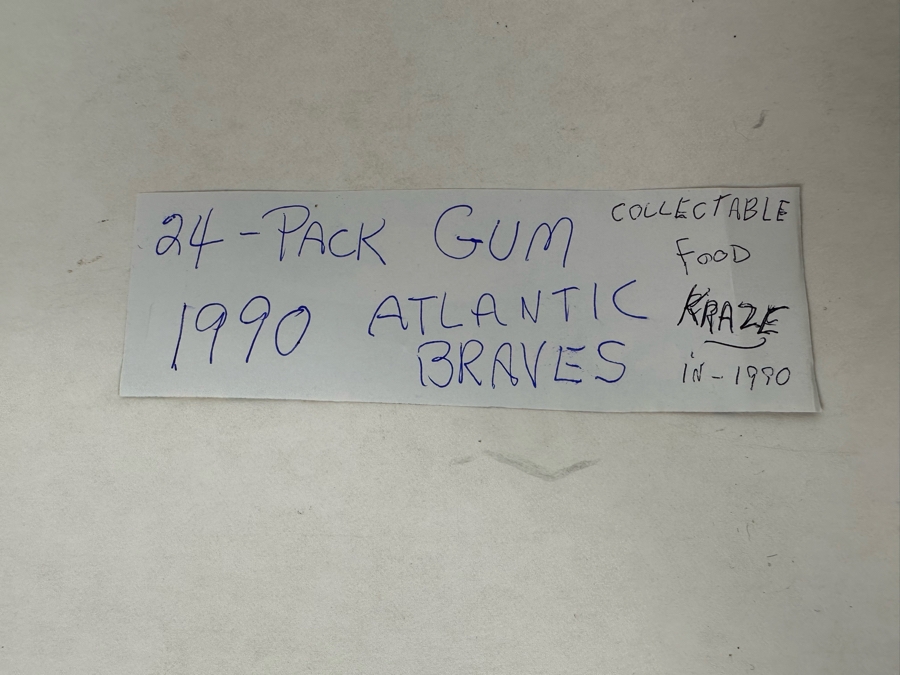 24-PACK GUM
1990 ATLANTIC
BRAVES
COLLECTABLE
FOOD
KRAZE
IN-1990